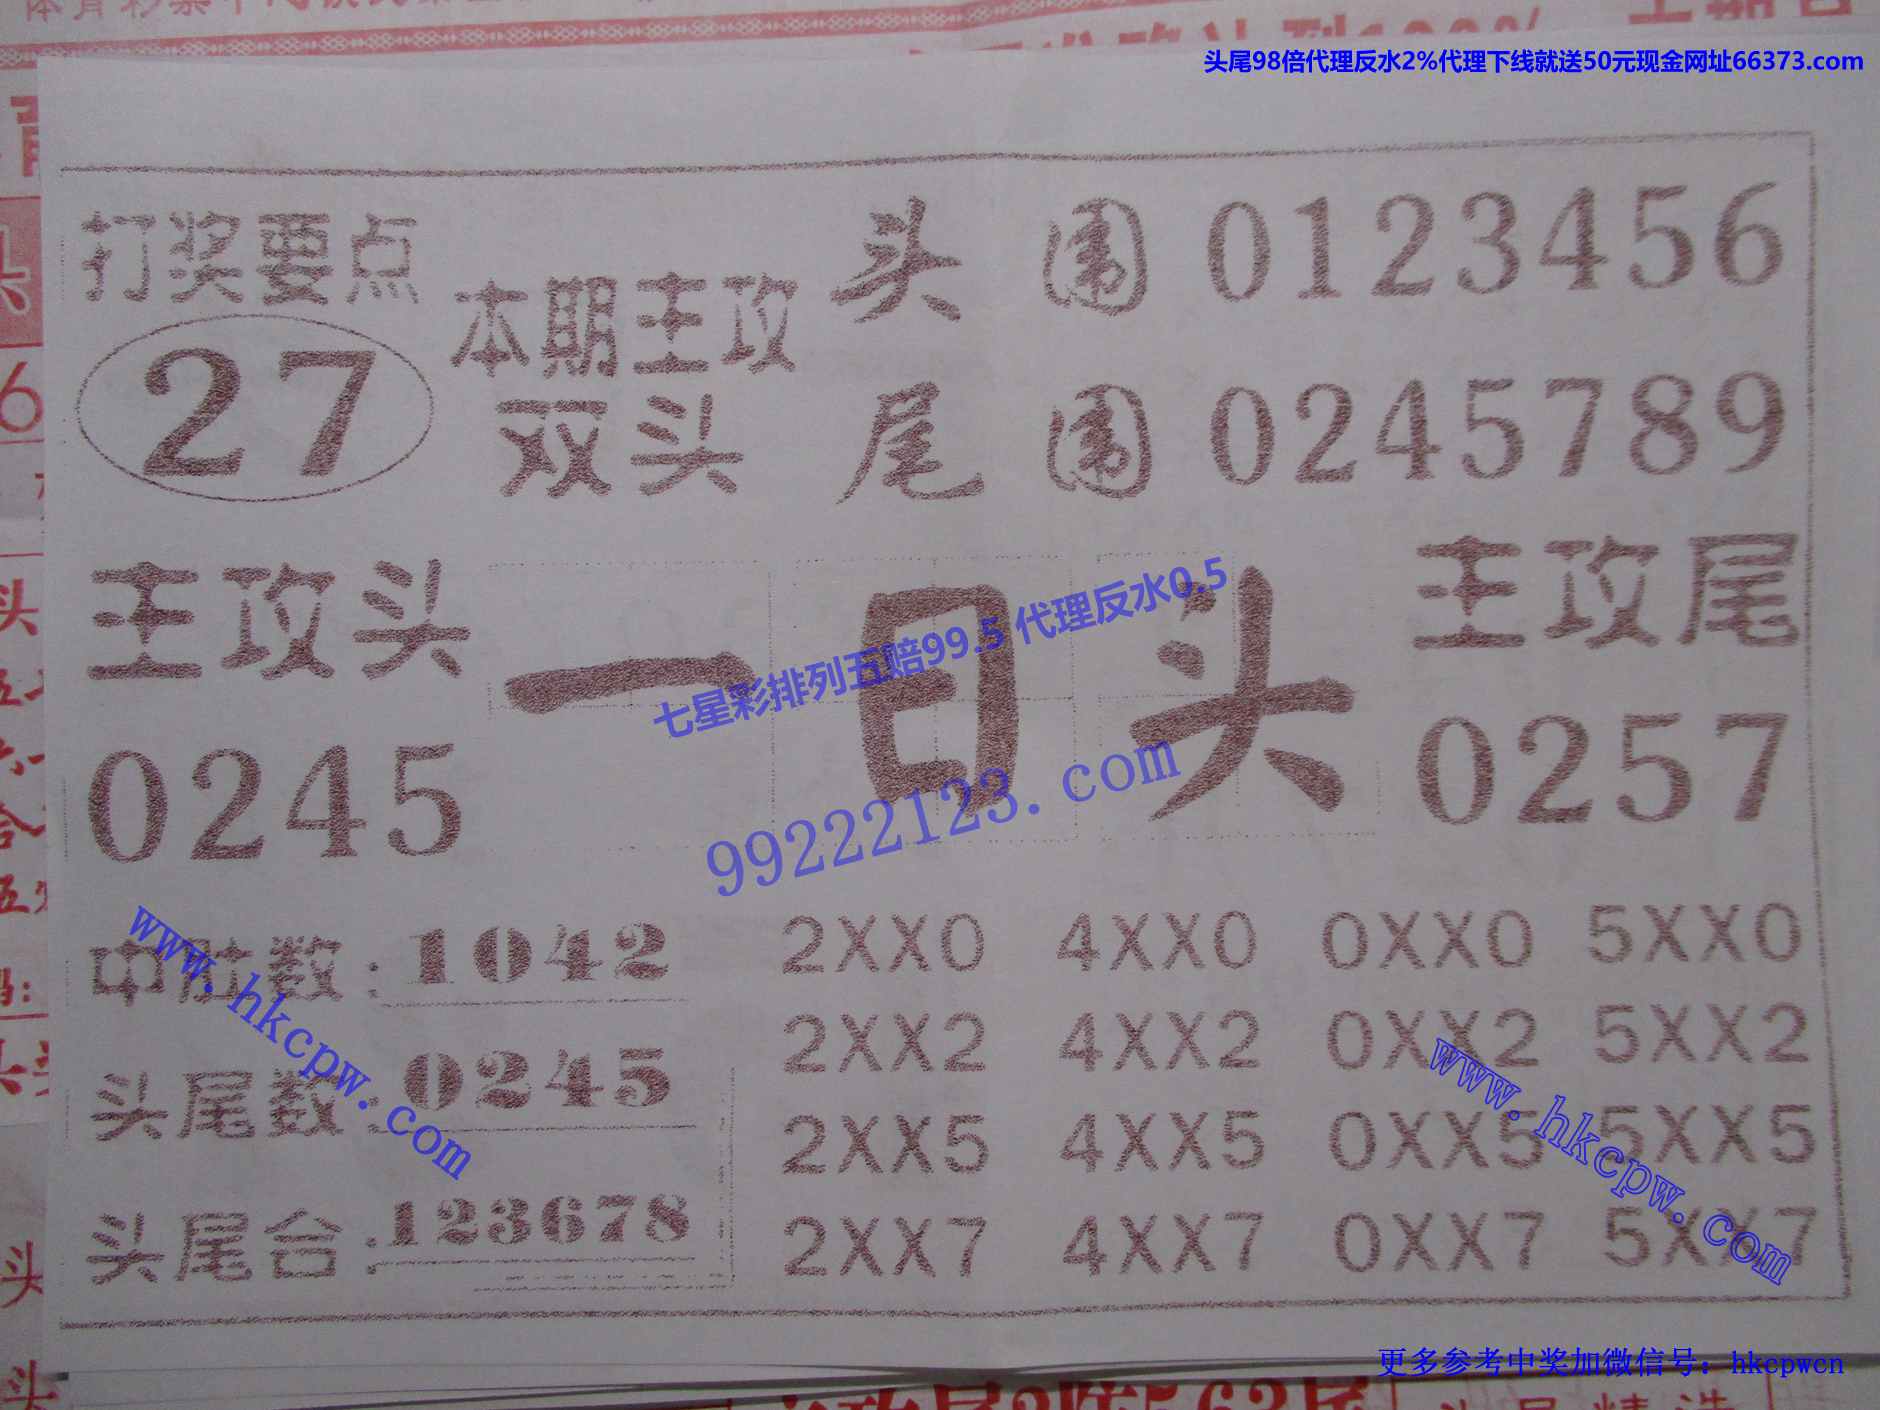 头尾98倍代理反水2%代理下线就送50元现金网址66373.com
打奖要点
27
本期主攻
双头
头围 0123456
尾围 0245789
主攻头
0245
一日头
主攻尾
0257
七星彩排列五赔99.5 代理反水0.5
99222123.com
中肚数：1042
头尾数：0245
头尾合：123678
2XX0 4XX0 0XX0 5XX0
2XX2 4XX2 0XX2 5XX2
2XX5 4XX5 0XX5 5XX5
2XX7 4XX7 0XX7 5XX7
www.hkcpw.com
www.hkcpw.com
更多参考中奖加微信号：hkcpwcn